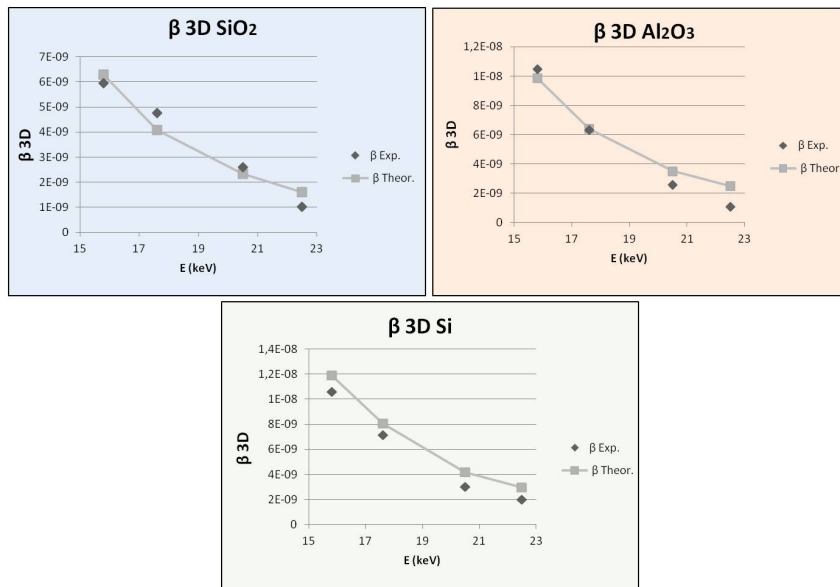 β 3D SiO₂
7E-09
6E-09
5E-09
4E-09
3E-09
2E-09
1E-09
0
β 3D
15 17 19 21 23
E (keV)
β Exp.
β Theor.
β 3D Al₂O₃
1,2E-08
1E-08
8E-09
6E-09
4E-09
2E-09
0
β 3D
15 17 19 21 23
E (keV)
β Exp.
β Theor.
β 3D Si
1,4E-08
1,2E-08
1E-08
8E-09
6E-09
4E-09
2E-09
0
β 3D
15 17 19 21 23
E (keV)
β Exp.
β Theor.